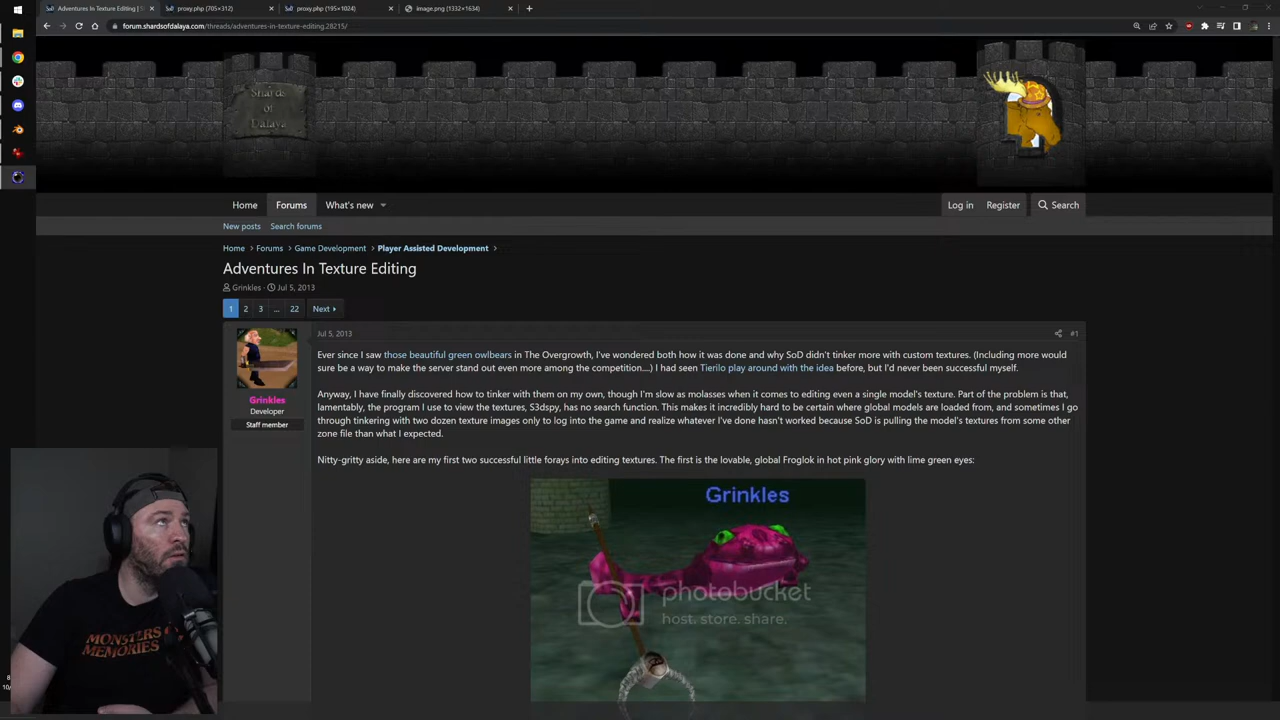 Adventures In Texture Editing |
proxy.php (705×312)
proxy.php (195×1024)
image.png (1332×1634)
forum.shardsofdalaya.com/threads/adventures-in-texture-editing.28215/
Shards
of
Dalaya
Home
Forums
What's new
Log in
Register
Search
New posts
Search forums
Home
Forums
Game Development
Player Assisted Development
Adventures In Texture Editing
Grinkles
Jul 5, 2013
1
2
3
...
22
Next
Jul 5, 2013
#1
Ever since I saw those beautiful green owlbears in The Overgrowth, I've wondered both how it was done and why SoD didn't tinker more with custom textures. (Including more would
sure be a way to make the server stand out even more among the competition....) I had seen Tierilo play around with the idea before, but I'd never been successful myself.
Anyway, I have finally discovered how to tinker with them on my own, though I'm slow as molasses when it comes to editing even a single model's texture. Part of the problem is that,
lamentably, the program I use to view the textures, S3dspy, has no search function. This makes it incredibly hard to be certain where global models are loaded from, and sometimes I go
through tinkering with two dozen texture images only to log into the game and realize whatever I've done hasn't worked because SoD is pulling the model's textures from some other
zone file than what I expected.
Nitty-gritty aside, here are my first two successful little forays into editing textures. The first is the lovable, global Froglok in hot pink glory with lime green eyes:
Grinkles
Developer
Staff member
Grinkles
photobucket
host. store. share.
MONSTERS
MEMORIES